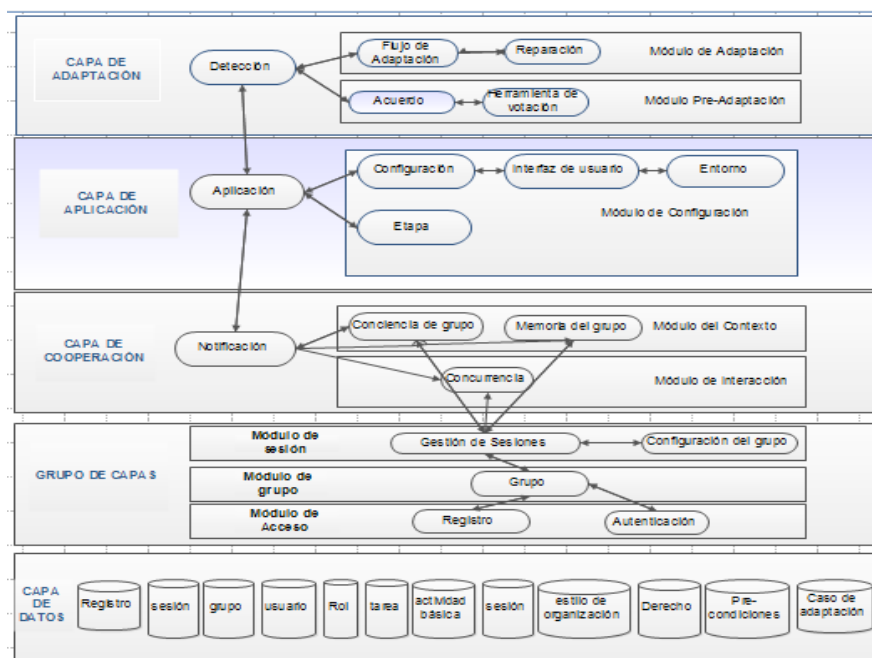 CAPA DE
ADAPTACIÓN
Detección
Flujo de
Adaptación
Reparación
Módulo de Adaptación
Acuerdo
Herramienta de
votación
Módulo Pre-Adaptación
CAPA DE
APLICACIÓN
Aplicación
Configuración
Interfaz de usuario
Entorno
Etapa
Módulo de Configuración
CAPA DE
COOPERACIÓN
Notificación
Conciencia de grupo
Memoria del grupo
Módulo del Contexto
Concurrencia
Módulo de Interacción
GRUPO DE CAPAS
Módulo de
sesión
Gestión de Sesiones
Configuración del grupo
Módulo de
grupo
Grupo
Módulo de
Acceso
Registro
Autenticación
CAPA
DE
DATOS
Registro
sesión
grupo
usuario
Rol
tarea
actividad
básica
sesión
estilo de
organización
Derecho
Pre-
condiciones
Caso de
adaptación